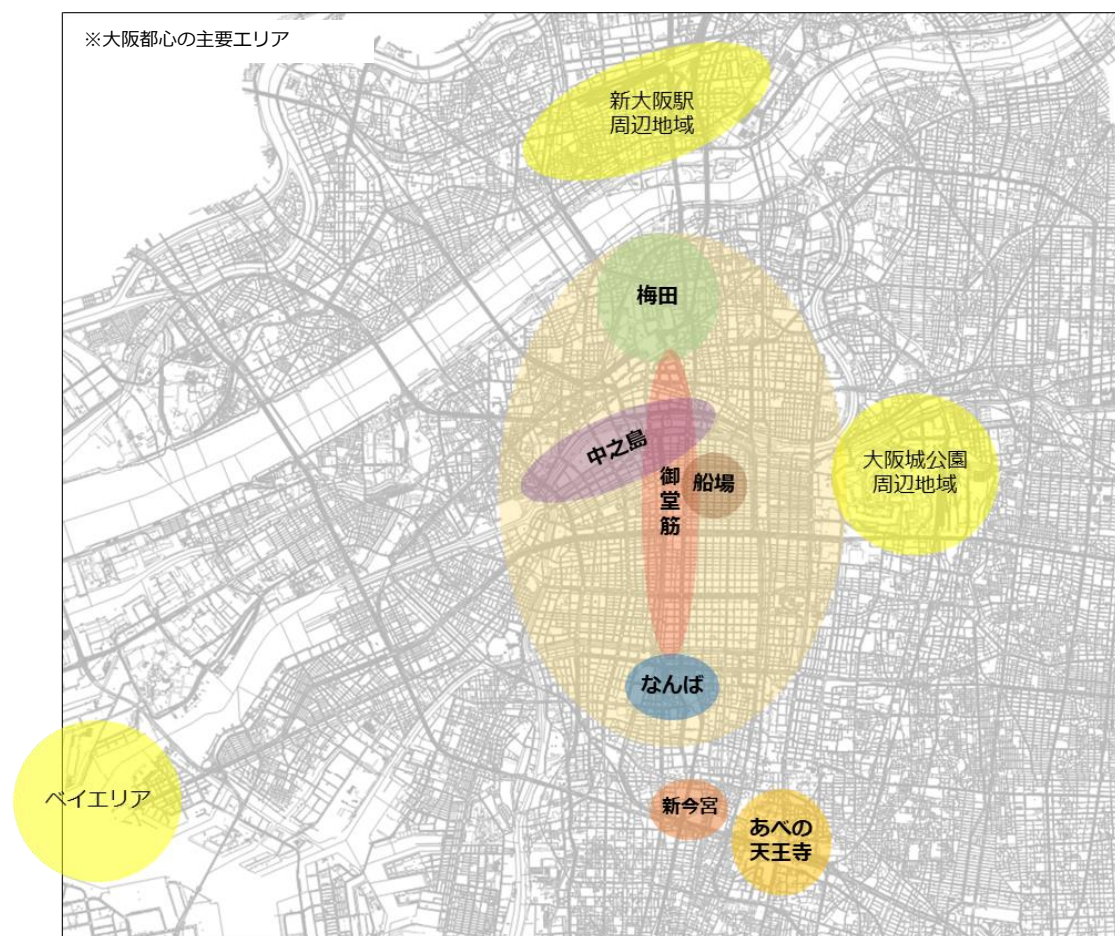 ※大阪都心の主要エリア
新大阪駅
周辺地域
梅田
中之島
御堂筋
船場
大阪城公園
周辺地域
なんば
ベイエリア
新今宮
あべの
天王寺